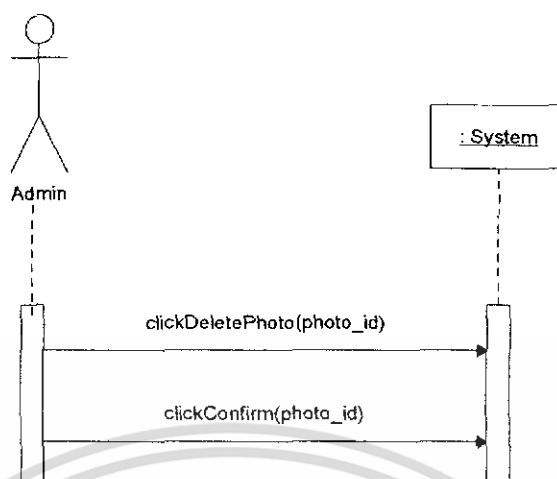 Admin
: System
clickDeletePhoto(photo_id)
clickConfirm(photo_id)